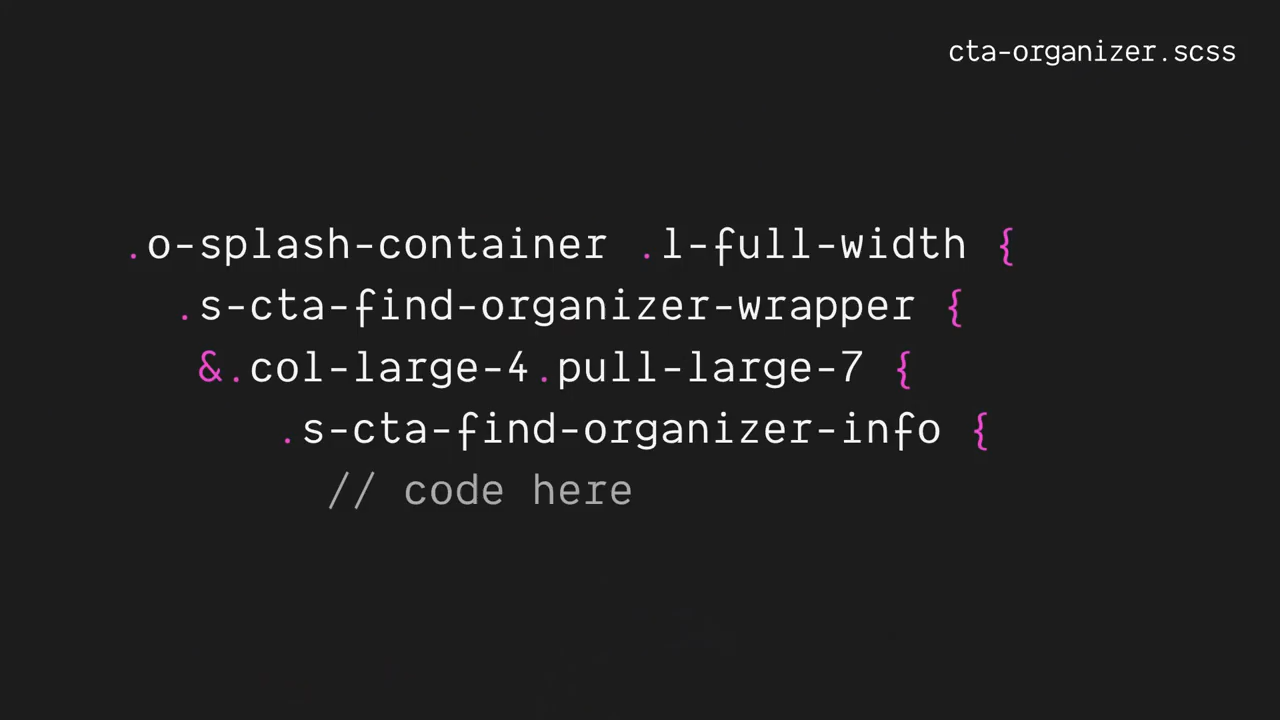 cta-organizer.scss
.o-splash-container .l-full-width {
.s-cta-find-organizer-wrapper {
&.col-large-4.pull-large-7 {
.s-cta-find-organizer-info {
// code here